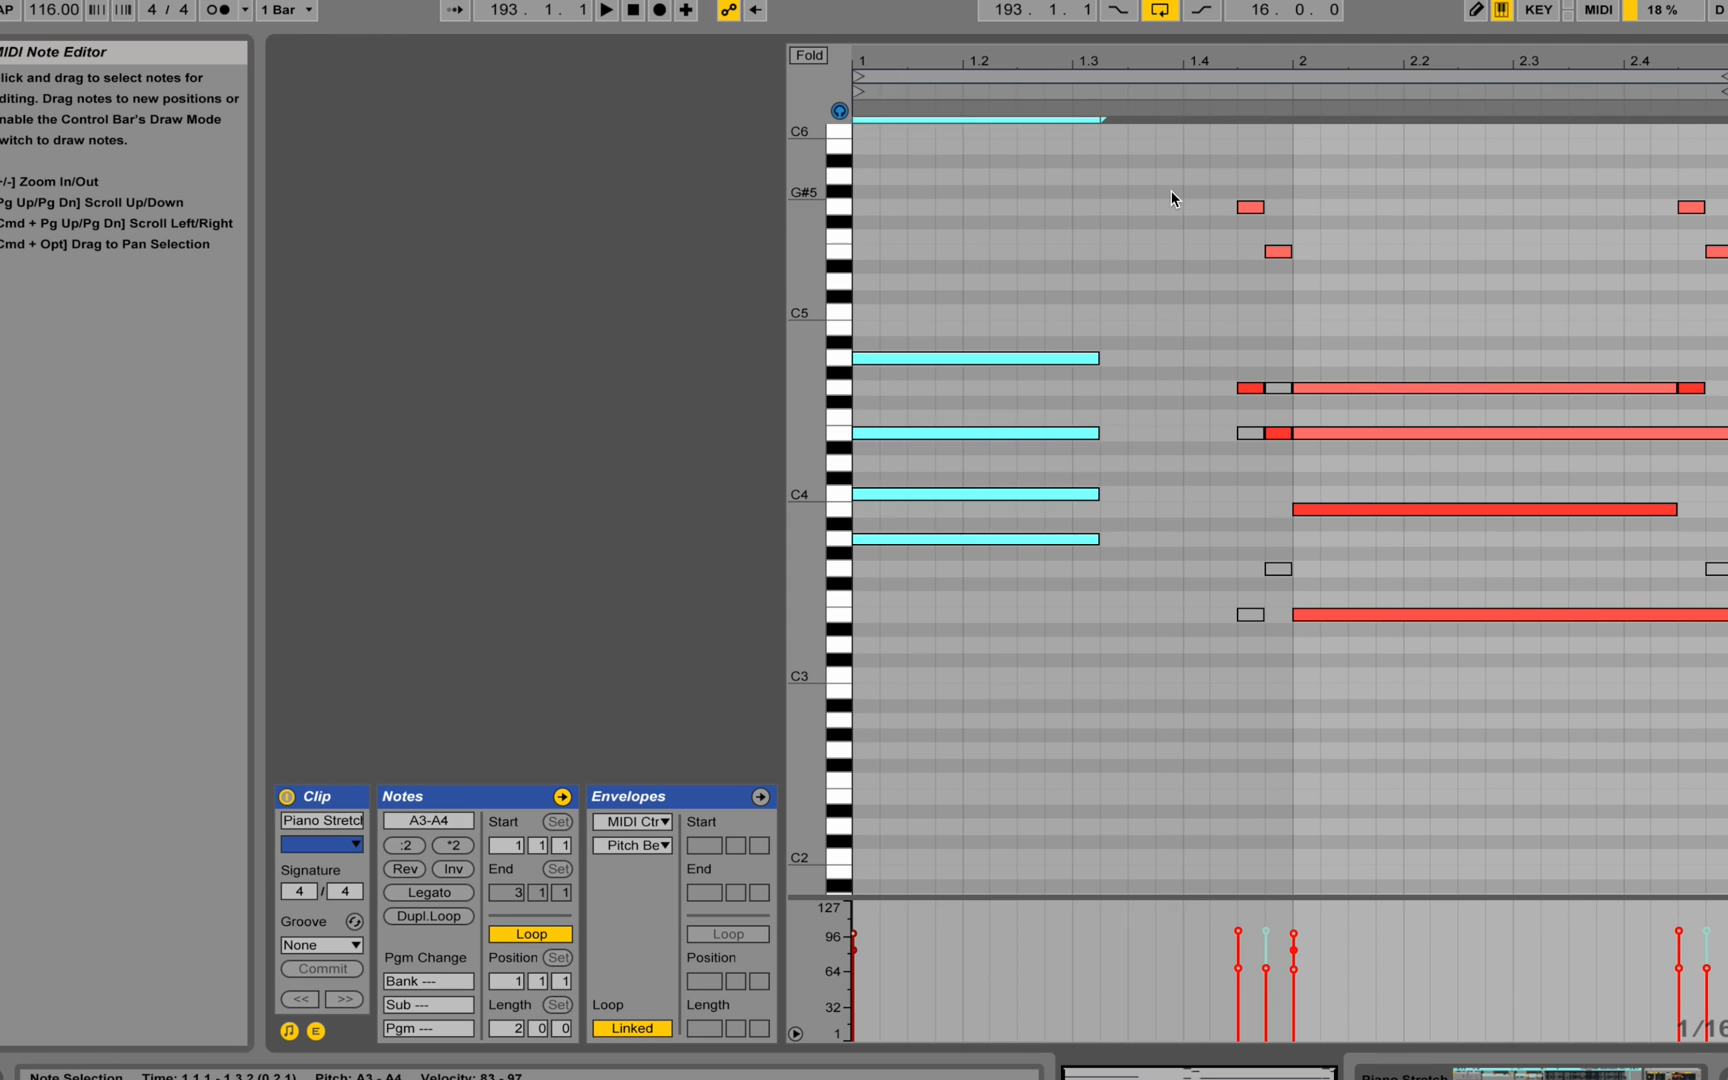 AP 116.00 4 / 4 1 Bar 193 . 1 . 1 193 . 1 . 1 16 . 0 . 0 KEY MIDI 18 % D
MIDI Note Editor
lick and drag to select notes for
diting. Drag notes to new positions or
nable the Control Bar's Draw Mode
witch to draw notes.
+/-] Zoom In/Out
Pg Up/Pg Dn] Scroll Up/Down
Cmd + Pg Up/Pg Dn] Scroll Left/Right
Cmd + Opt] Drag to Pan Selection
Fold
1 1.2 1.3 1.4 2 2.2 2.3 2.4
C6
G#5
C5
C4
C3
C2
127
96
64
32
1
1/16
Clip
Piano Stretch
Signature
4 / 4
Groove
None
Commit
<< >>
E
Notes
A3-A4
:2 *2
Rev Inv
Legato
Dupl.Loop
Pgm Change
Bank ---
Sub ---
Pgm ---
Start Set
1 1 1
End Set
3 1 1
Loop
Position Set
1 1 1
Length Set
2 0 0
Envelopes
MIDI Ctr
Pitch Be
Loop
Linked
Start
End
Loop
Position
Length
Note Selection Time: 1.1.1 - 1.3.2 (0.2.1) Pitch: A3 - A4 Velocity: 83 - 97
Piano Stretch